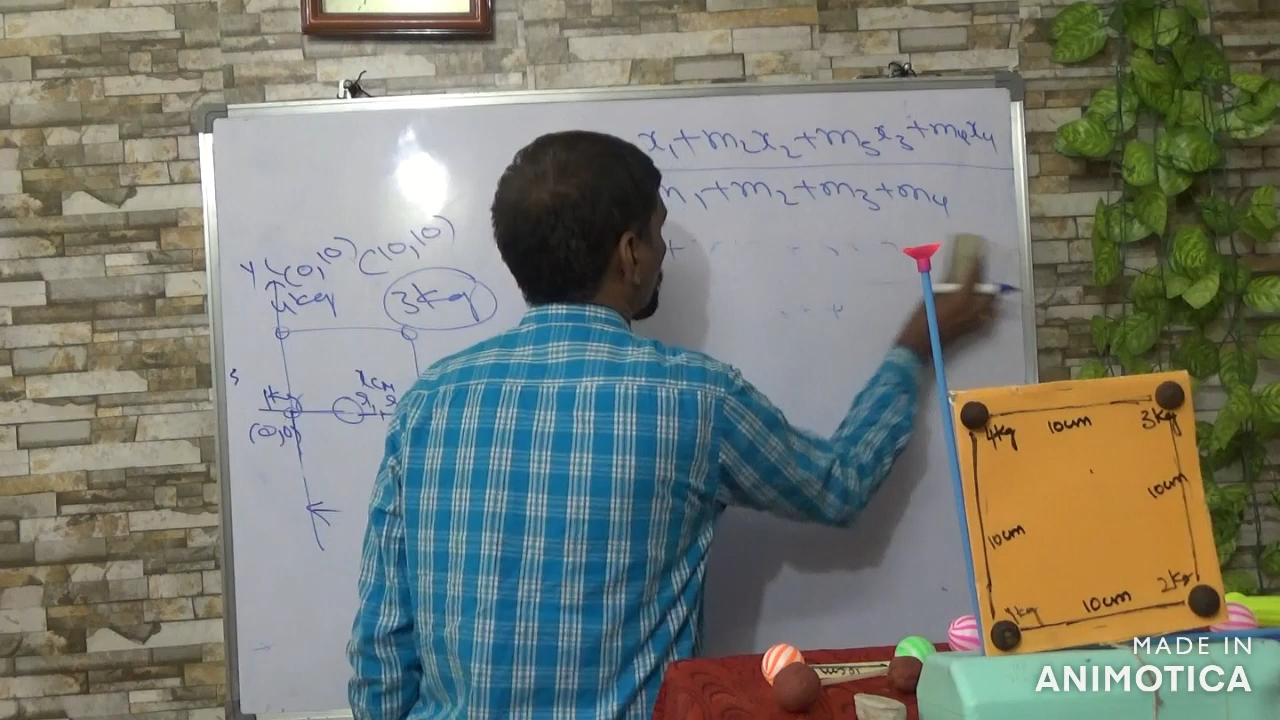 x₁+m₂x₂+m₃x₃+m₄x₄
m₁+m₂+m₃+m₄
+
Y (0,10) (10,10)
4kg 3kg
xcm
(0,0)
4kg 10cm 3kg
10cm
10cm
1kg 10cm 2kg
MADE IN
ANIMOTICA